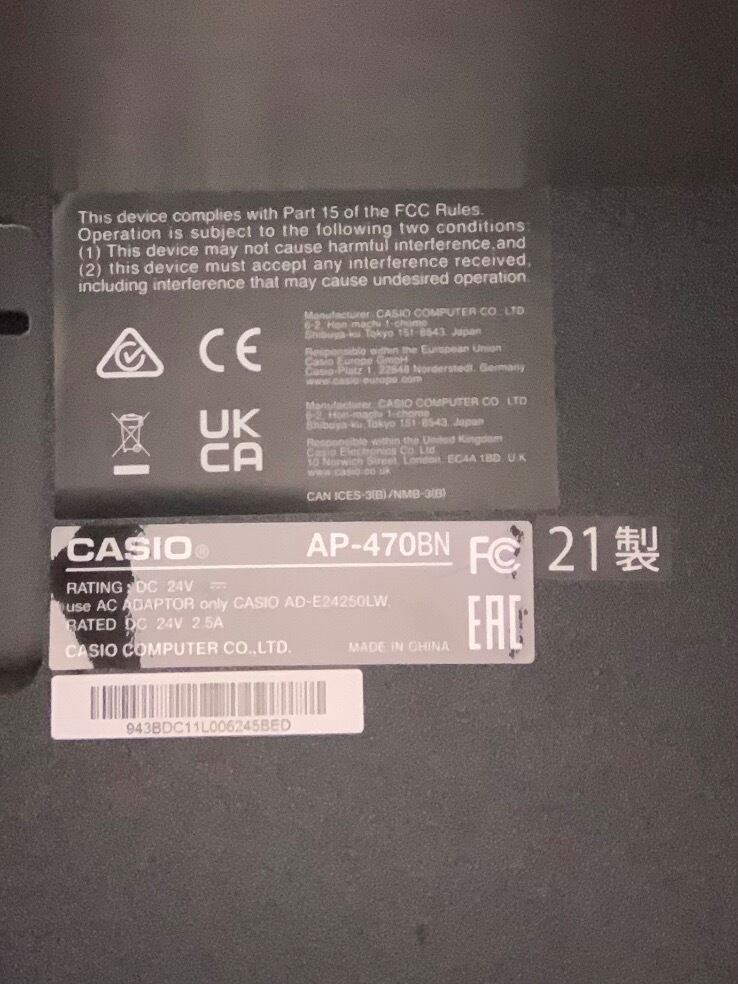 This device complies with Part 15 of the FCC Rules.
Operation is subject to the following two conditions:
(1) This device may not cause harmful interference, and
(2) this device must accept any interference received,
including interference that may cause undesired operation.
Manufacturer: CASIO COMPUTER CO., LTD.
6-2, Hon-machi 1-chome
Shibuya-ku, Tokyo 151-8543, Japan
Responsible within the European Union:
Casio Europe GmbH
Casio-Platz 1, 22848 Norderstedt, Germany
www.casio-europe.com
CE
Manufacturer: CASIO COMPUTER CO., LTD.
6-2, Hon-machi 1-chome
Shibuya-ku, Tokyo 151-8543, Japan
Responsible within the United Kingdom:
Casio Electronics Co. Ltd.
10 Norwich Street, London, EC4A 1BD, U.K.
www.casio.co.uk
UK
CA
CAN ICES-3(B)/NMB-3(B)
CASIO® AP-470BN FC 21製
RATING : DC 24V ⎓
use AC ADAPTOR only CASIO AD-E24250LW,
RATED DC 24V 2.5A
EAC
CASIO COMPUTER CO.,LTD. MADE IN CHINA
943BDC11L006245BED